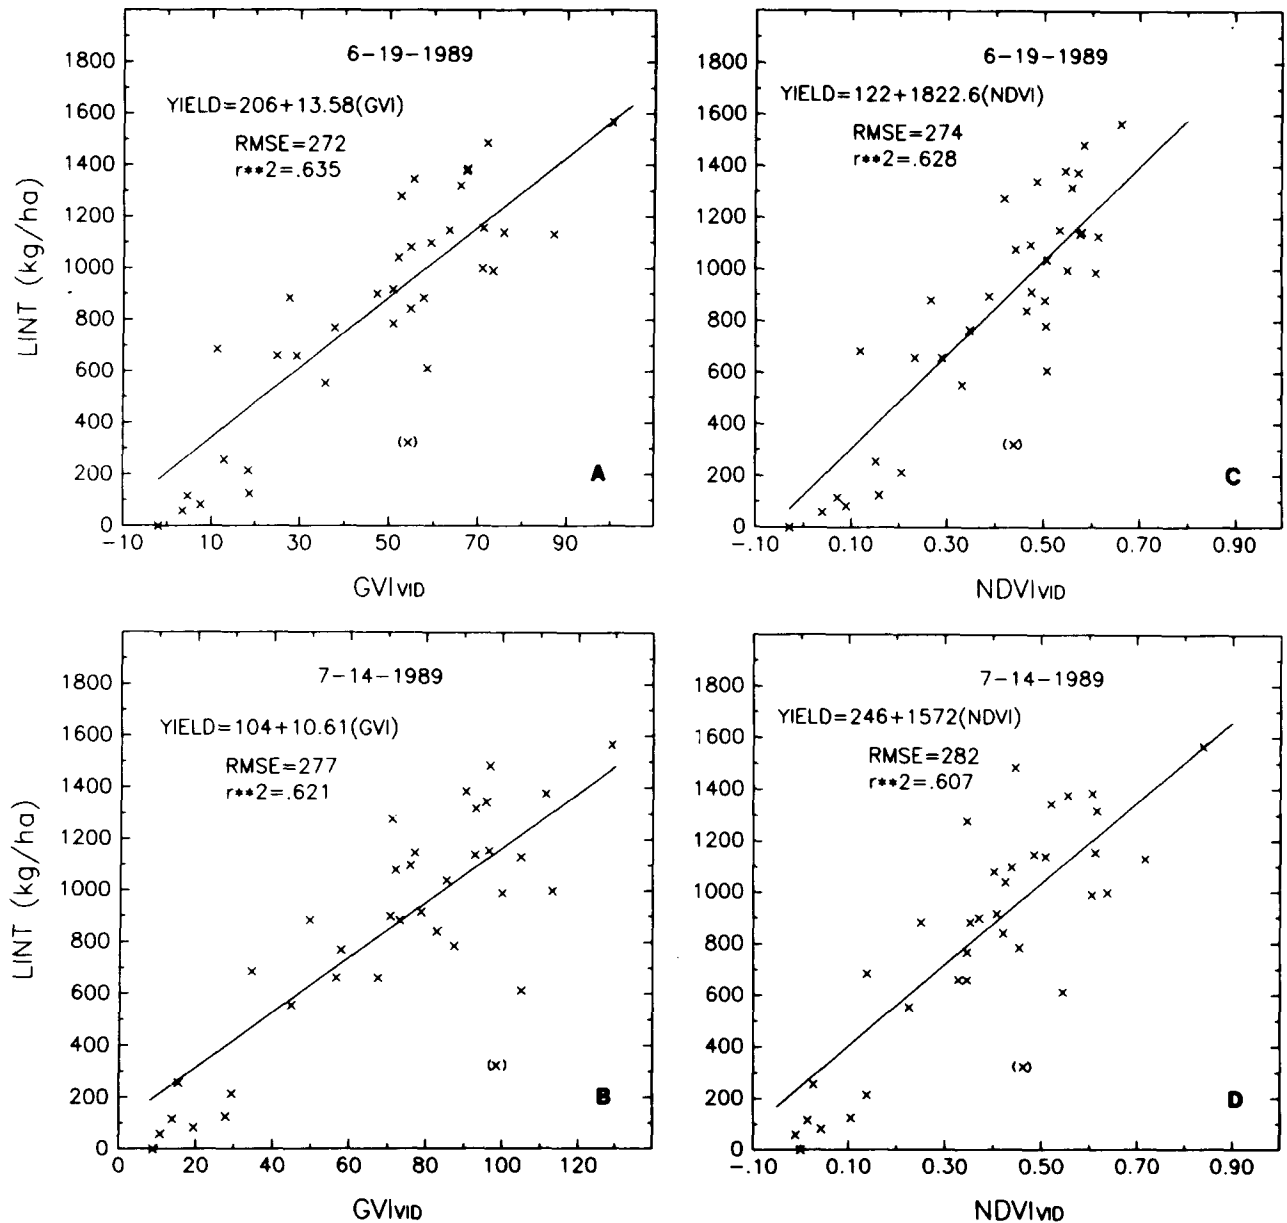 6-19-1989
YIELD=206+13.58(GVI)
RMSE=272
r**2=.635
LINT (kg/ha)
1800
1600
1400
1200
1000
800
600
400
200
0
(x)
A
-10 10 30 50 70 90
GVIVID
6-19-1989
YIELD=122+1822.6(NDVI)
RMSE=274
r**2=.628
1800
1600
1400
1200
1000
800
600
400
200
0
(x)
C
-.10 0.10 0.30 0.50 0.70 0.90
NDVIVID
7-14-1989
YIELD=104+10.61(GVI)
RMSE=277
r**2=.621
LINT (kg/ha)
1800
1600
1400
1200
1000
800
600
400
200
0
(x)
B
0 20 40 60 80 100 120
GVIVID
7-14-1989
YIELD=246+1572(NDVI)
RMSE=282
r**2=.607
1800
1600
1400
1200
1000
800
600
400
200
0
(x)
D
-.10 0.10 0.30 0.50 0.70 0.90
NDVIVID